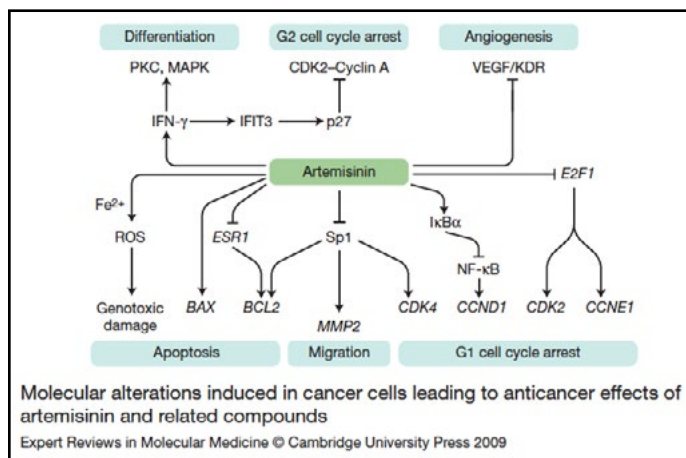 Differentiation G2 cell cycle arrest Angiogenesis
PKC, MAPK CDK2–Cyclin A VEGF/KDR
IFN-γ IFIT3 p27
Artemisinin E2F1
Fe2+ IκBα
ROS ESR1 Sp1
NF-κB
Genotoxic
damage BAX BCL2 MMP2 CDK4 CCND1 CDK2 CCNE1
Apoptosis Migration G1 cell cycle arrest
Molecular alterations induced in cancer cells leading to anticancer effects of
artemisinin and related compounds
Expert Reviews in Molecular Medicine © Cambridge University Press 2009